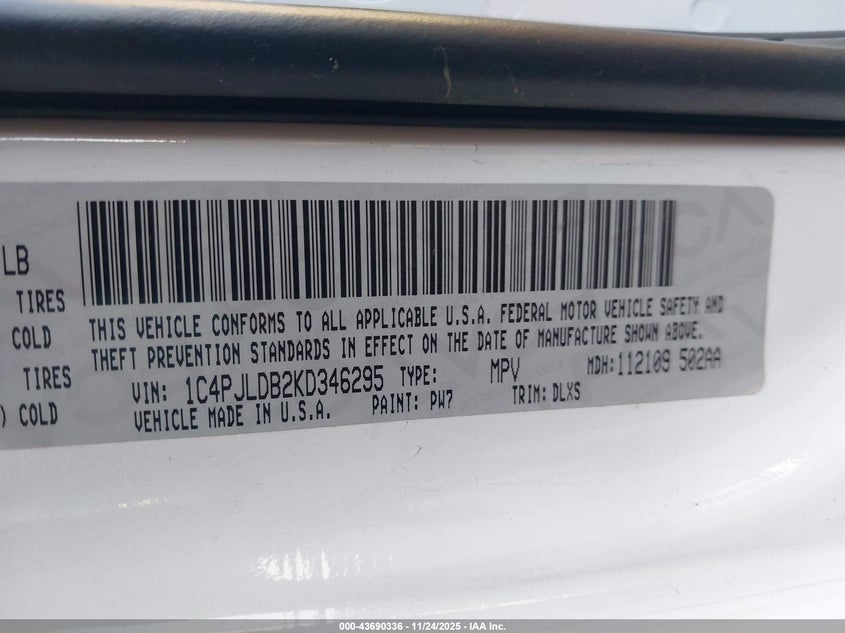 LB
TIRES
COLD
TIRES
) COLD
THIS VEHICLE CONFORMS TO ALL APPLICABLE U.S.A. FEDERAL MOTOR VEHICLE SAFETY AND
THEFT PREVENTION STANDARDS IN EFFECT ON THE DATE OF MANUFACTURE SHOWN ABOVE.
VIN: 1C4PJLDB2KD346295 TYPE: MPV MDH:112109 502AA
VEHICLE MADE IN U.S.A. PAINT: PW7 TRIM: DLXS
000-43690336 - 11/24/2025 - IAA Inc.